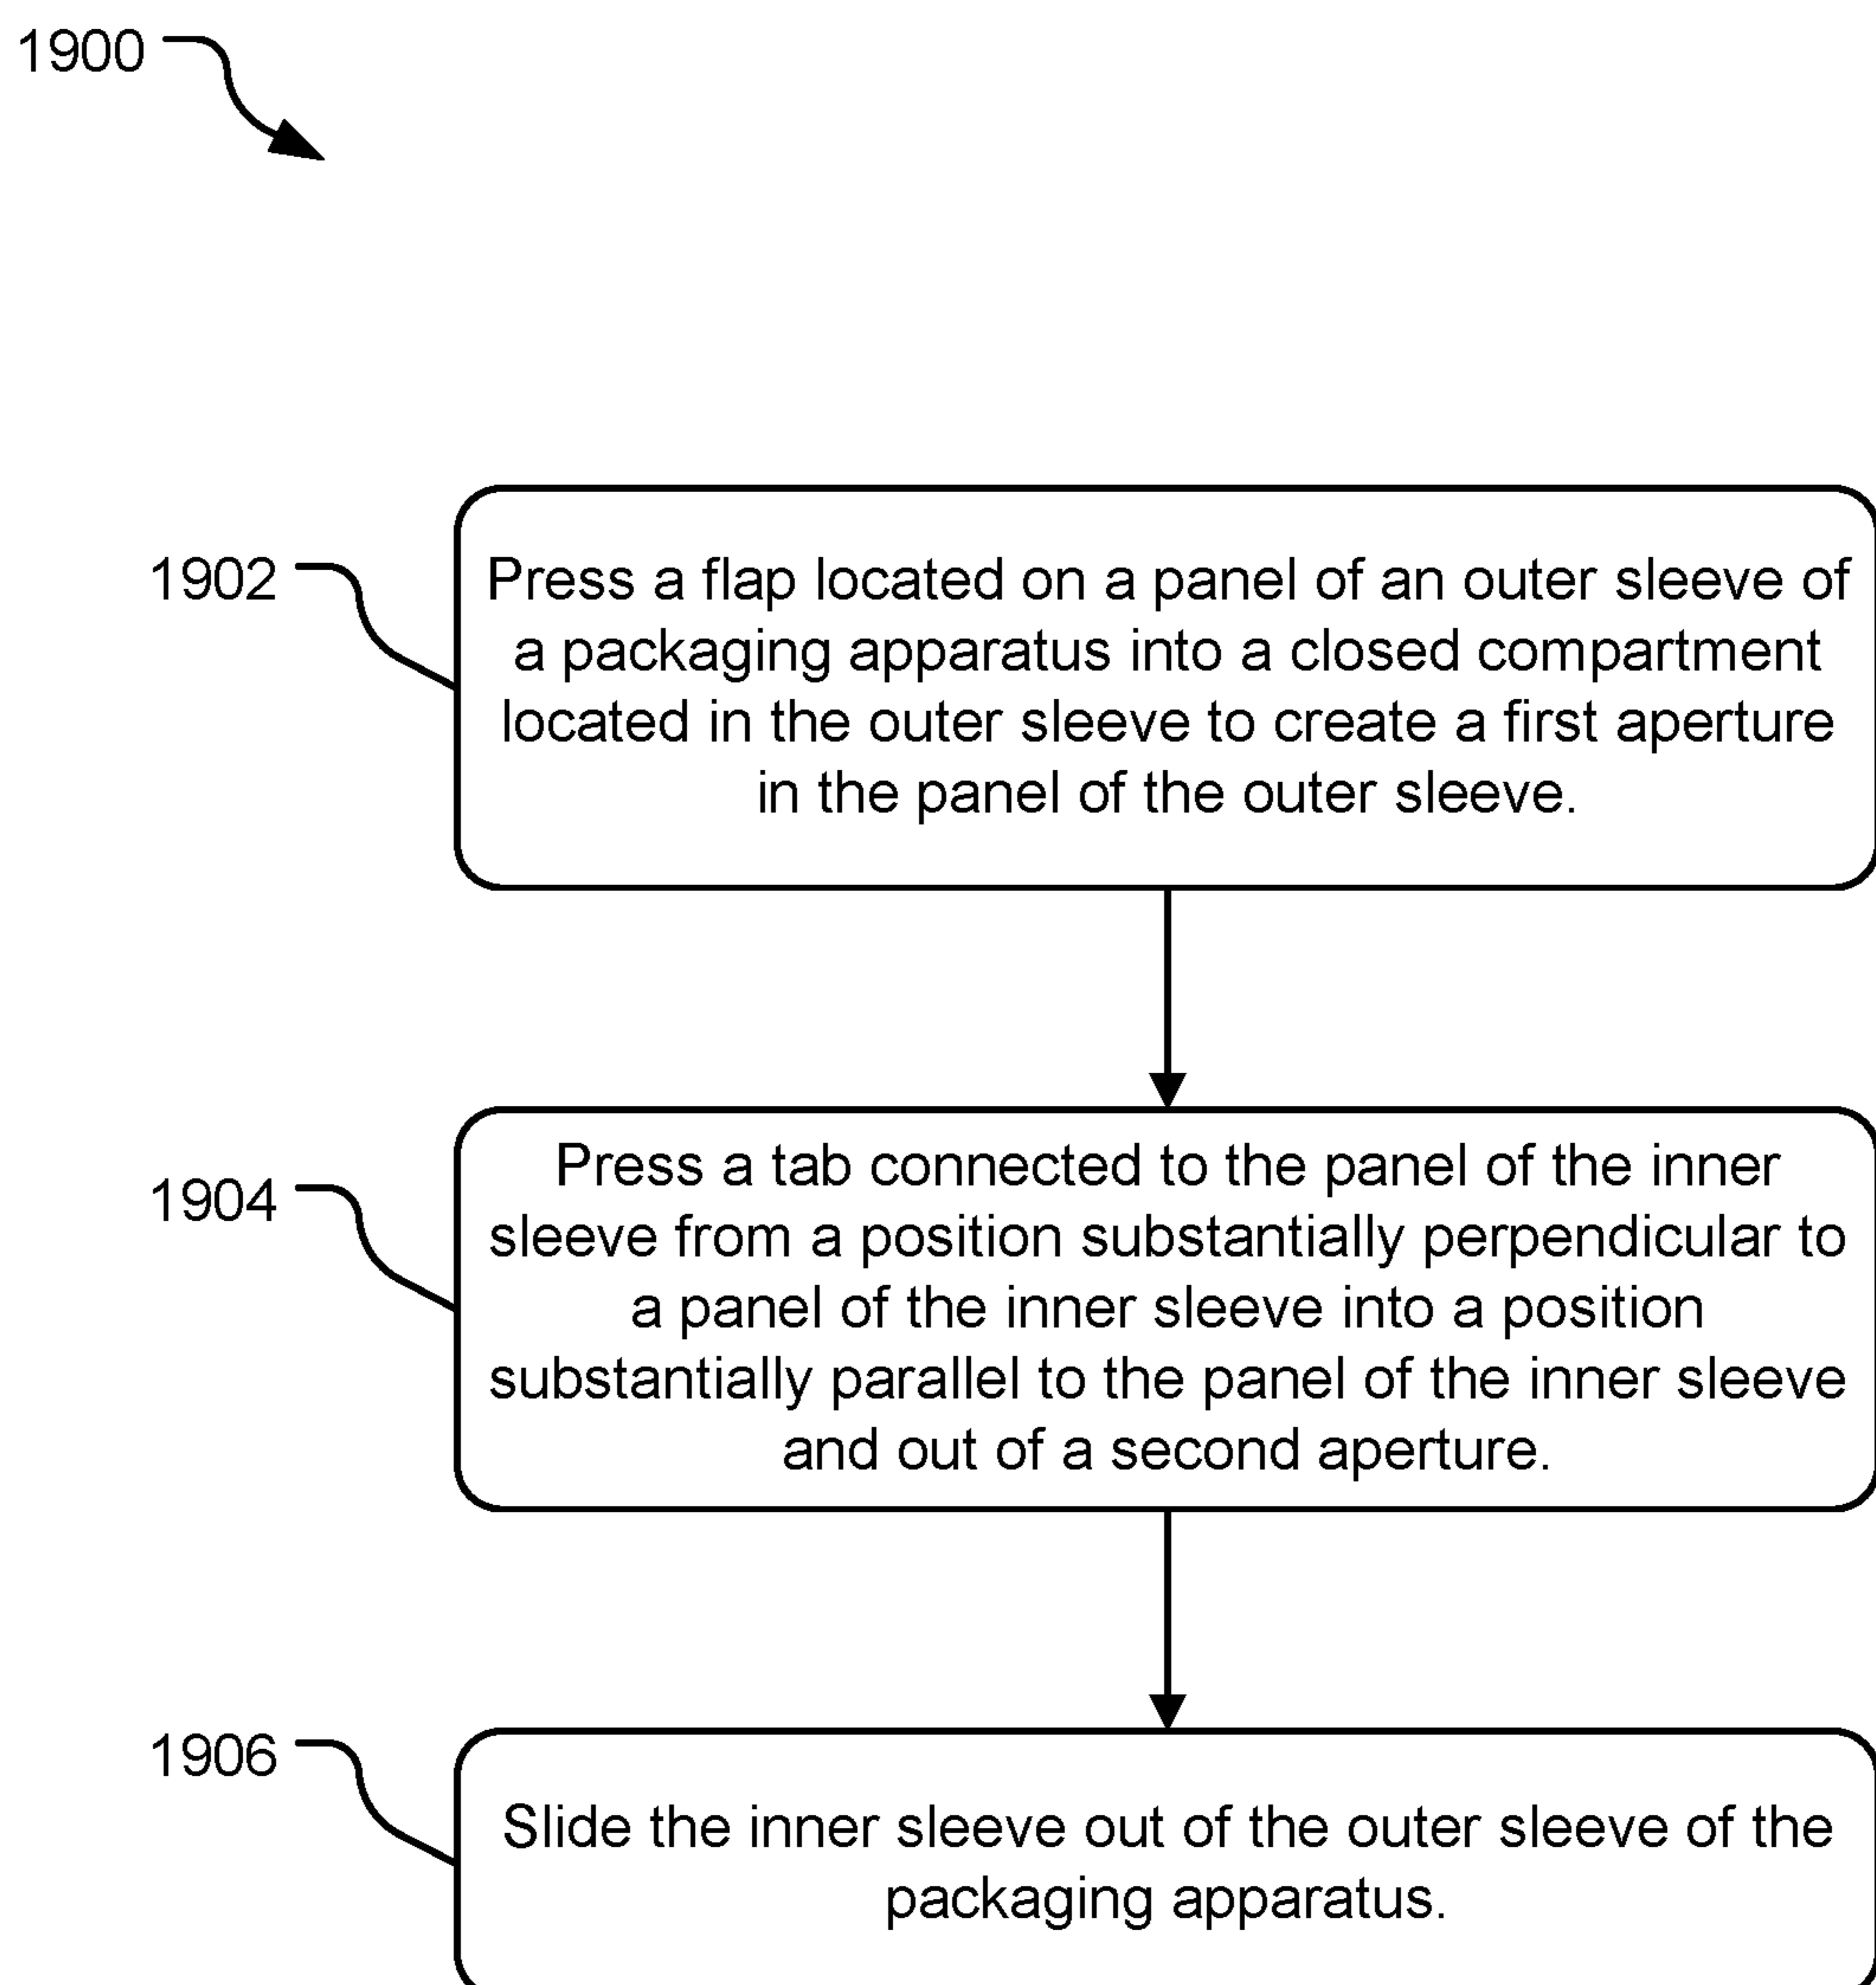 1900
1902
Press a flap located on a panel of an outer sleeve of
a packaging apparatus into a closed compartment
located in the outer sleeve to create a first aperture
in the panel of the outer sleeve.
1904
Press a tab connected to the panel of the inner
sleeve from a position substantially perpendicular to
a panel of the inner sleeve into a position
substantially parallel to the panel of the inner sleeve
and out of a second aperture.
1906
Slide the inner sleeve out of the outer sleeve of the
packaging apparatus.